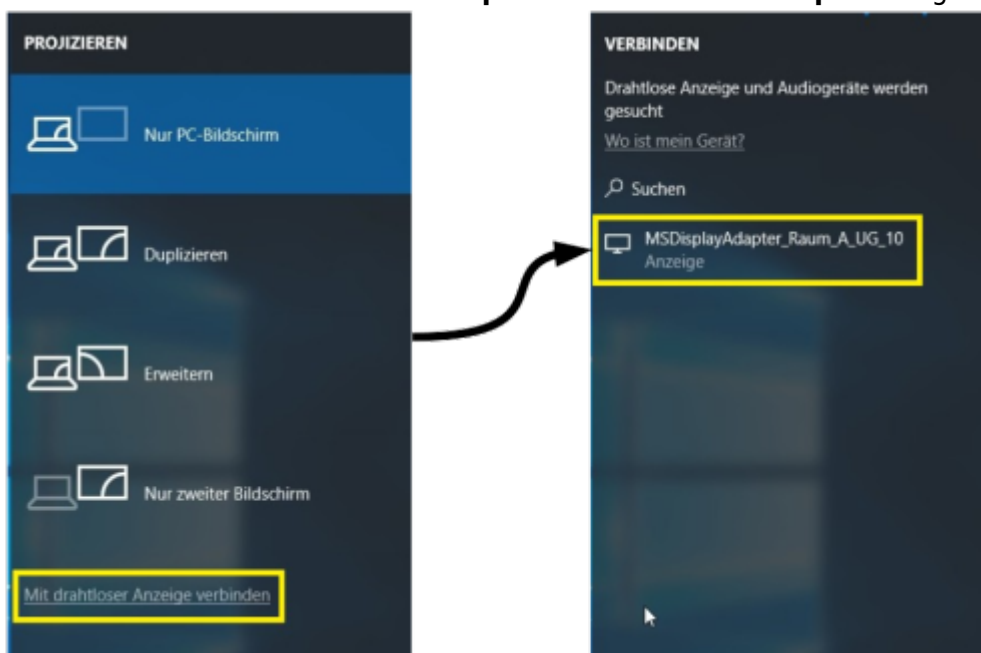 PROJIZIEREN
Nur PC-Bildschirm
Duplizieren
Erweitern
Nur zweiter Bildschirm
Mit drahtloser Anzeige verbinden
VERBINDEN
Drahtlose Anzeige und Audiogeräte werden
gesucht
Wo ist mein Gerät?
Suchen
MSDisplayAdapter_Raum_A_UG_10
Anzeige